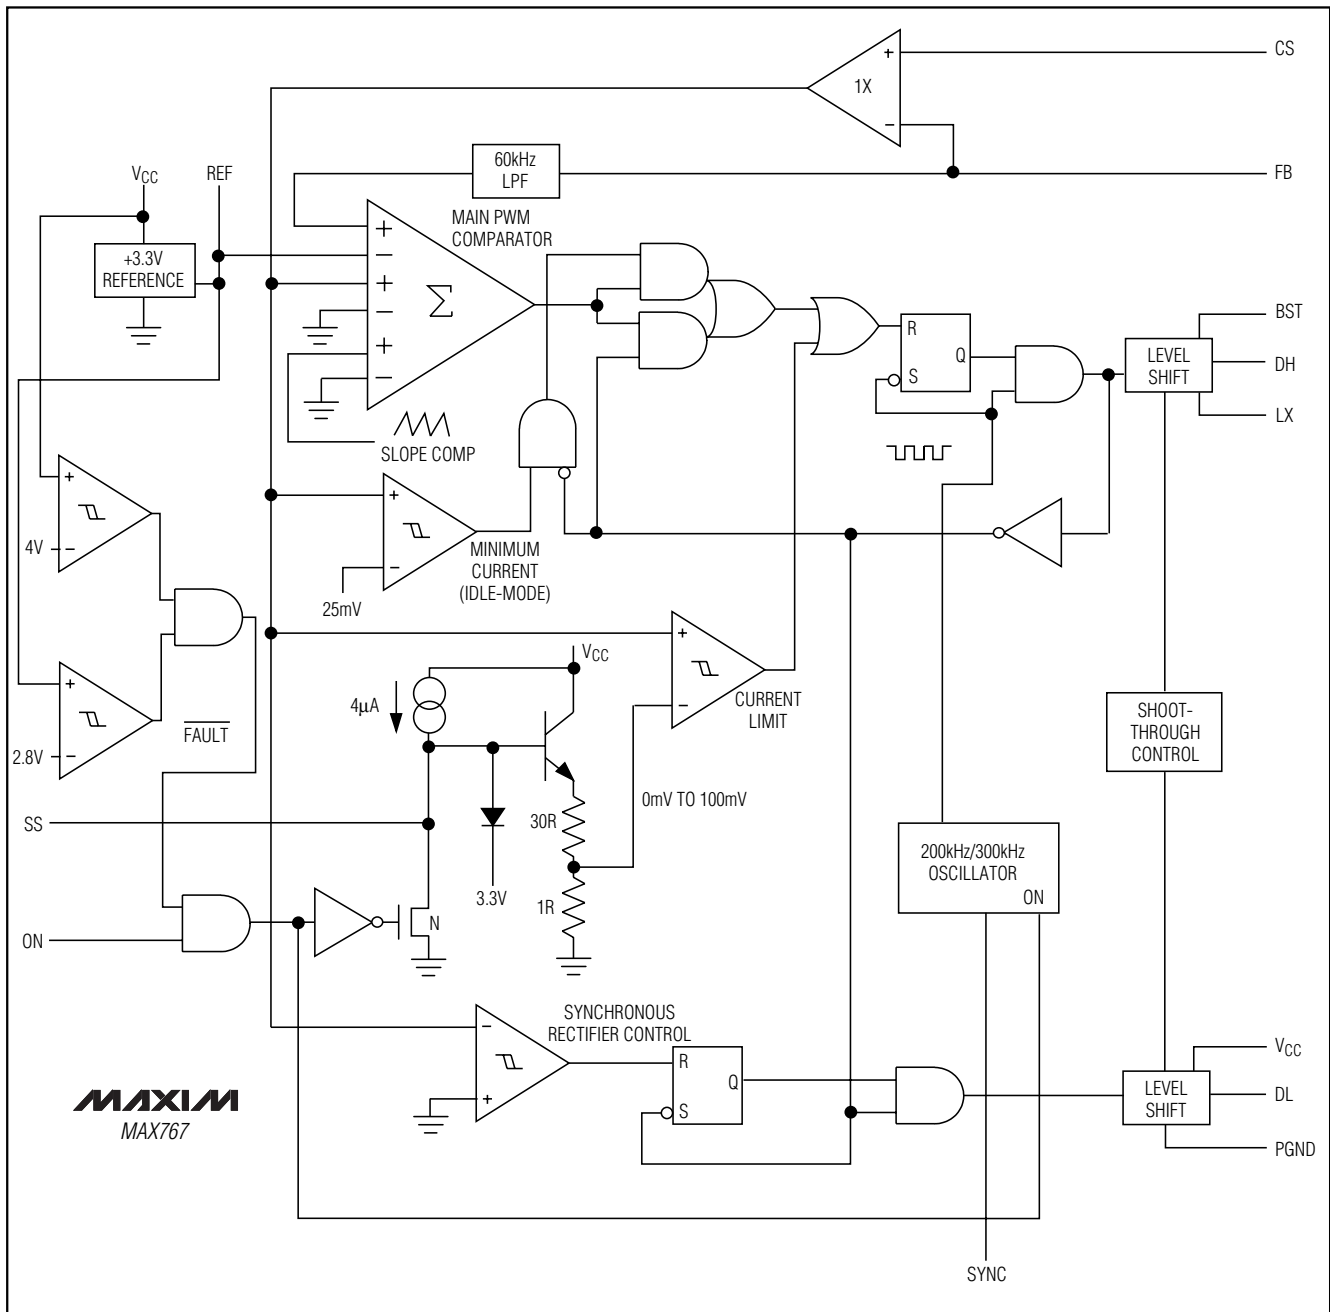 CS
+
1X
−
60kHz
LPF
FB
VCC
REF
MAIN PWM
COMPARATOR
+3.3V
REFERENCE
+
−
+
−
+
−
Σ
R
Q
S
BST
LEVEL
SHIFT
DH
LX
SLOPE COMP
+
4V
−
+
−
MINIMUM
CURRENT
(IDLE-MODE)
25mV
+
−
CURRENT
LIMIT
VCC
4µA
+
2.8V
−
FAULT
SHOOT-
THROUGH
CONTROL
0mV TO 100mV
SS
30R
3.3V
1R
200kHz/300kHz
OSCILLATOR
ON
N
ON
SYNCHRONOUS
RECTIFIER CONTROL
−
+
R
Q
S
VCC
LEVEL
SHIFT
DL
PGND
MAXIM
MAX767
SYNC